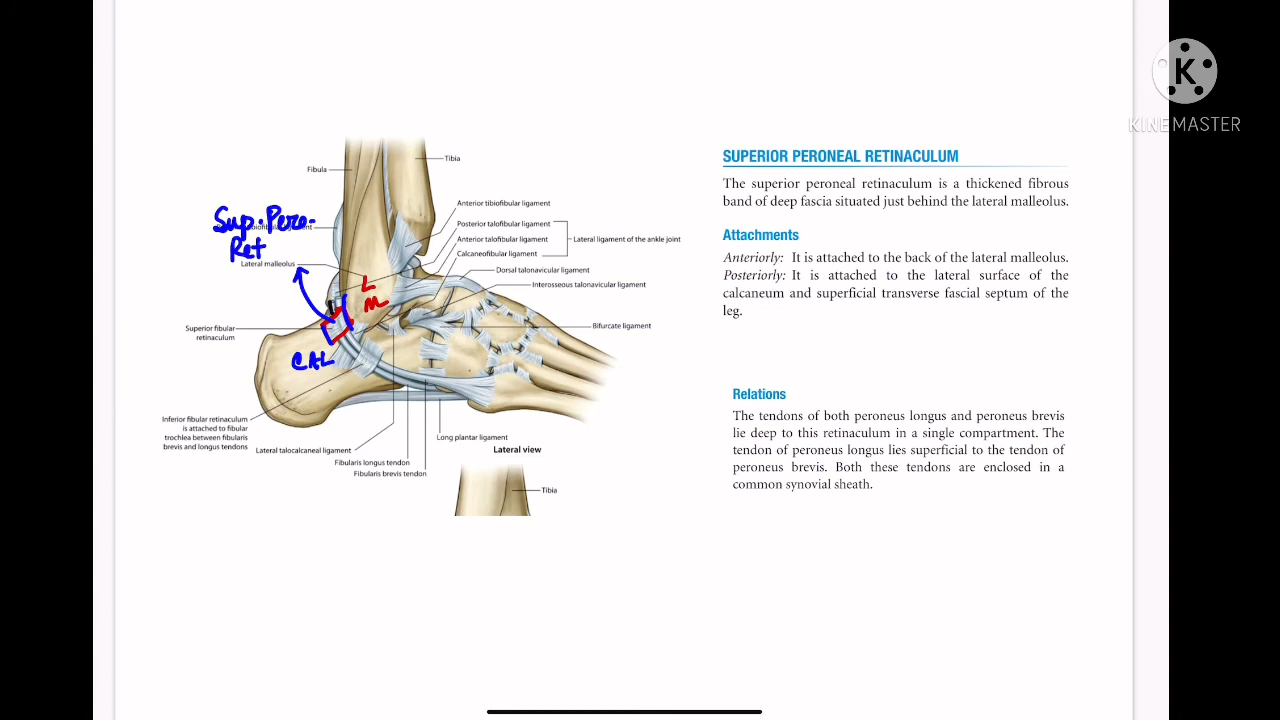 K
KINEMASTER
SUPERIOR PERONEAL RETINACULUM
The superior peroneal retinaculum is a thickened fibrous
band of deep fascia situated just behind the lateral malleolus.
Attachments
Anteriorly: It is attached to the back of the lateral malleolus.
Posteriorly: It is attached to the lateral surface of the
calcaneum and superficial transverse fascial septum of the
leg.
Relations
The tendons of both peroneus longus and peroneus brevis
lie deep to this retinaculum in a single compartment. The
tendon of peroneus longus lies superficial to the tendon of
peroneus brevis. Both these tendons are enclosed in a
common synovial sheath.
Tibia
Fibula
Anterior tibiofibular ligament
Sup. Pero-
Ret
Posterior talofibular ligament
Anterior talofibular ligament
Lateral ligament of the ankle joint
Calcaneofibular ligament
Lateral malleolus
Dorsal talonavicular ligament
Interosseous talonavicular ligament
L
M
Superior fibular
retinaculum
Bifurcate ligament
CAL
Inferior fibular retinaculum
is attached to fibular
trochlea between fibularis
brevis and longus tendons
Long plantar ligament
Lateral talocalcaneal ligament
Lateral view
Fibularis longus tendon
Fibularis brevis tendon
Tibia